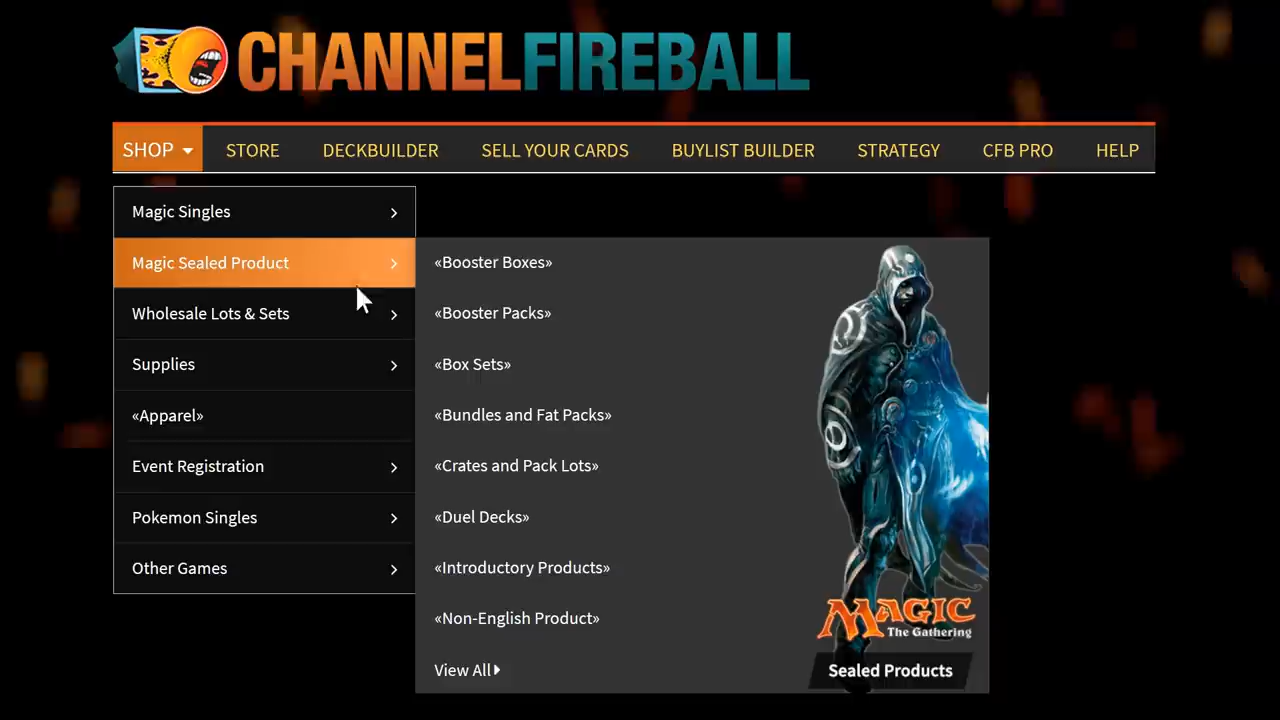 CHANNELFIREBALL
SHOP
STORE
DECKBUILDER
SELL YOUR CARDS
BUYLIST BUILDER
STRATEGY
CFB PRO
HELP
Magic Singles
Magic Sealed Product
Wholesale Lots & Sets
Supplies
«Apparel»
Event Registration
Pokemon Singles
Other Games
«Booster Boxes»
«Booster Packs»
«Box Sets»
«Bundles and Fat Packs»
«Crates and Pack Lots»
«Duel Decks»
«Introductory Products»
«Non-English Product»
View All
MAGIC
The Gathering
Sealed Products